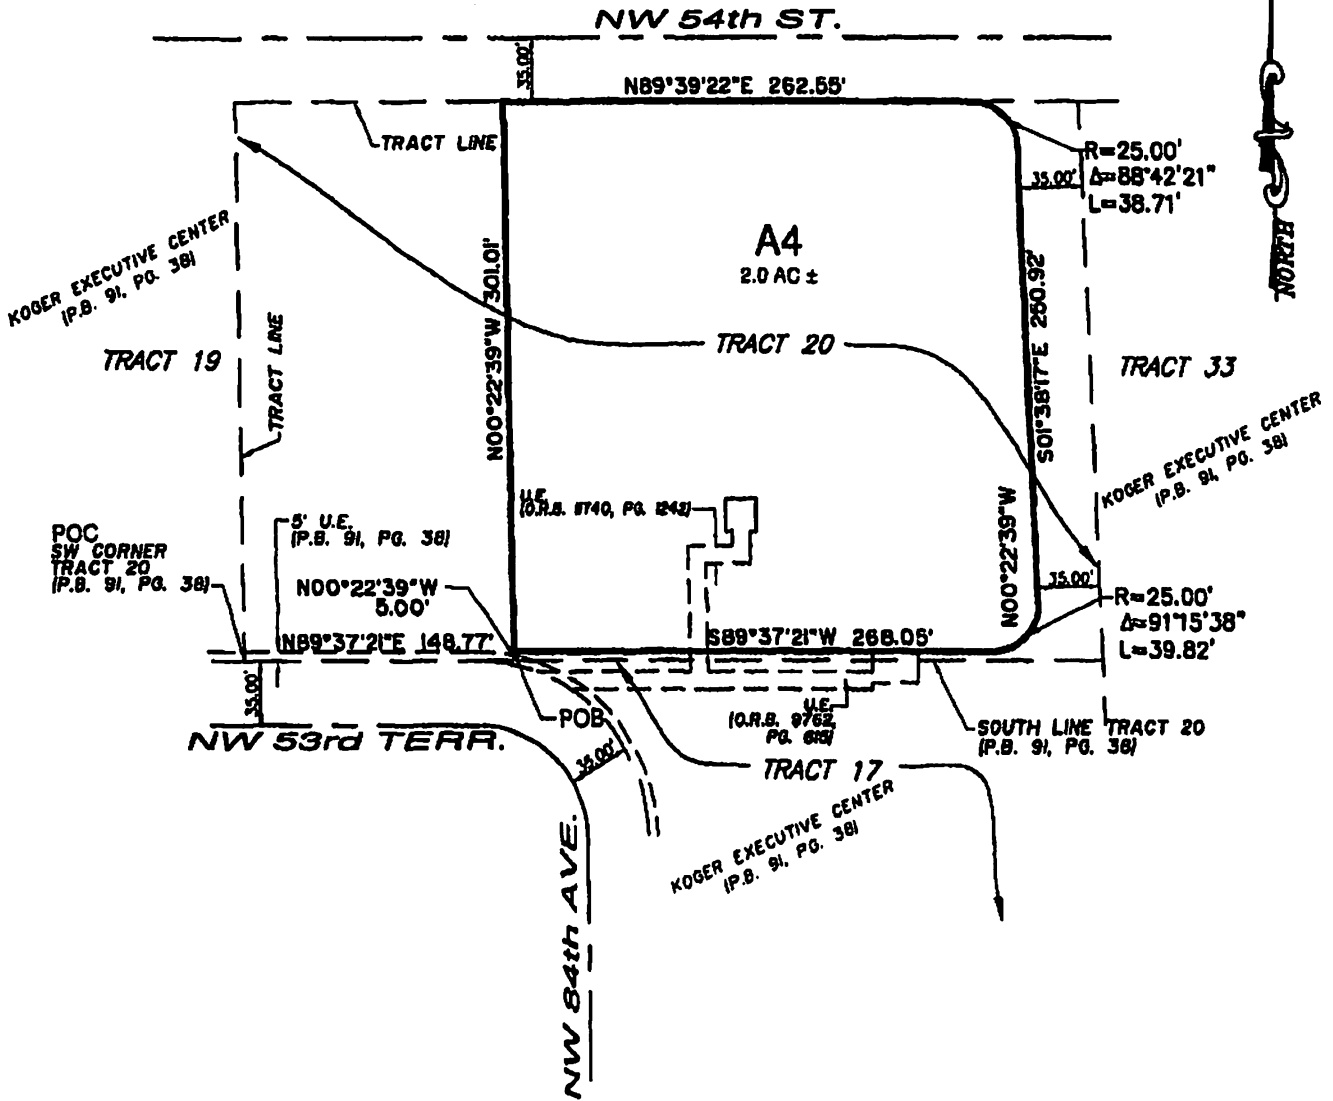 NW 54th ST.
35.00'
N89°39'22"E 262.55'
TRACT LINE
R=25.00'
Δ=88°42'21"
L=38.71'
35.00'
NORTH
A4
2.0 AC ±
KOGER EXECUTIVE CENTER
(P.B. 91, PG. 38)
N00°22'39"W 301.01'
S01°38'17"E 250.92'
TRACT 19
TRACT LINE
TRACT 20
TRACT 33
KOGER EXECUTIVE CENTER
(P.B. 91, PG. 38)
U.E.
(O.R.B. 9740, PG. 1242)
N00°22'39"W
POC
SW CORNER
TRACT 20
(P.B. 91, PG. 38)
5' U.E.
(P.B. 91, PG. 38)
N00°22'39"W
5.00'
35.00'
R=25.00'
Δ=91°15'38"
L=39.82'
N89°37'21"E 148.77'
S89°37'21"W 268.05'
35.00'
POB
U.E.
(O.R.B. 9762,
PG. 615)
SOUTH LINE TRACT 20
(P.B. 91, PG. 38)
NW 53rd TERR.
35.00'
TRACT 17
KOGER EXECUTIVE CENTER
(P.B. 91, PG. 38)
NW 84th AVE.